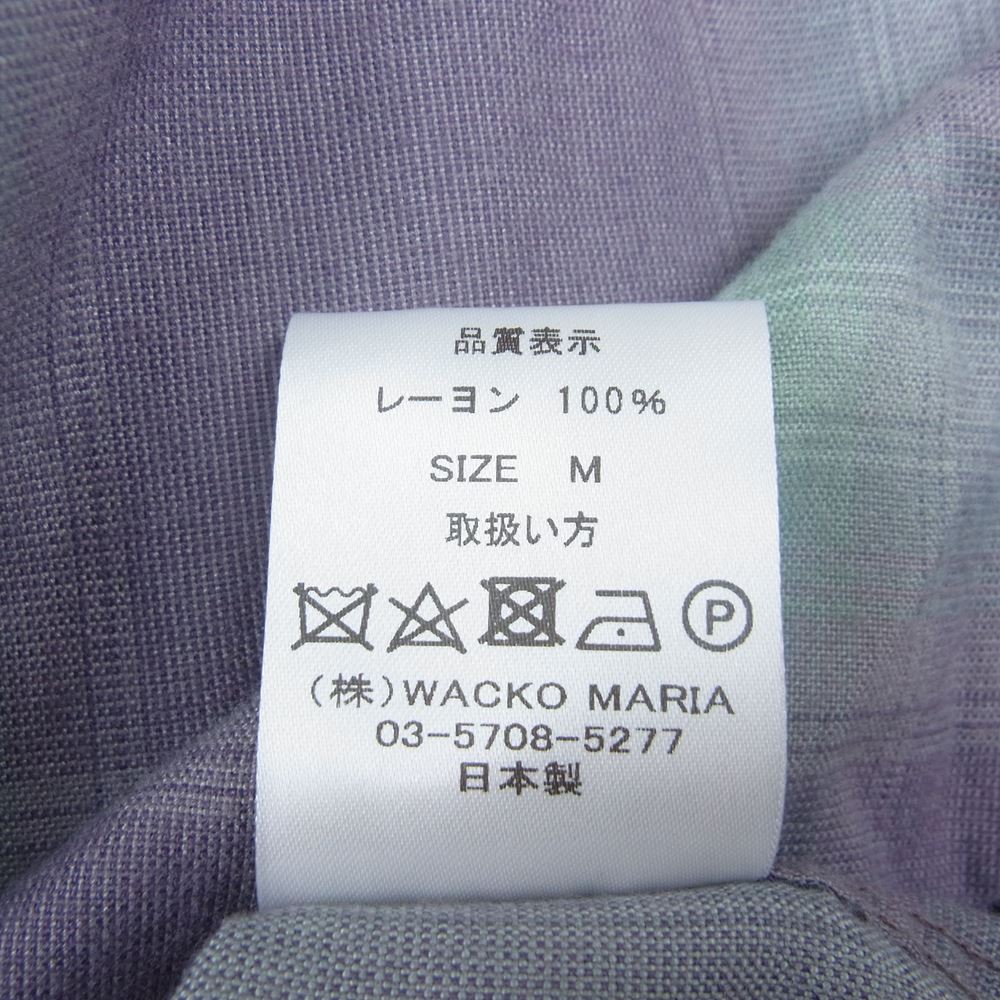 品質表示
レーヨン 100%
SIZE M
取扱い方
P
(株)WACKO MARIA
03-5708-5277
日本製